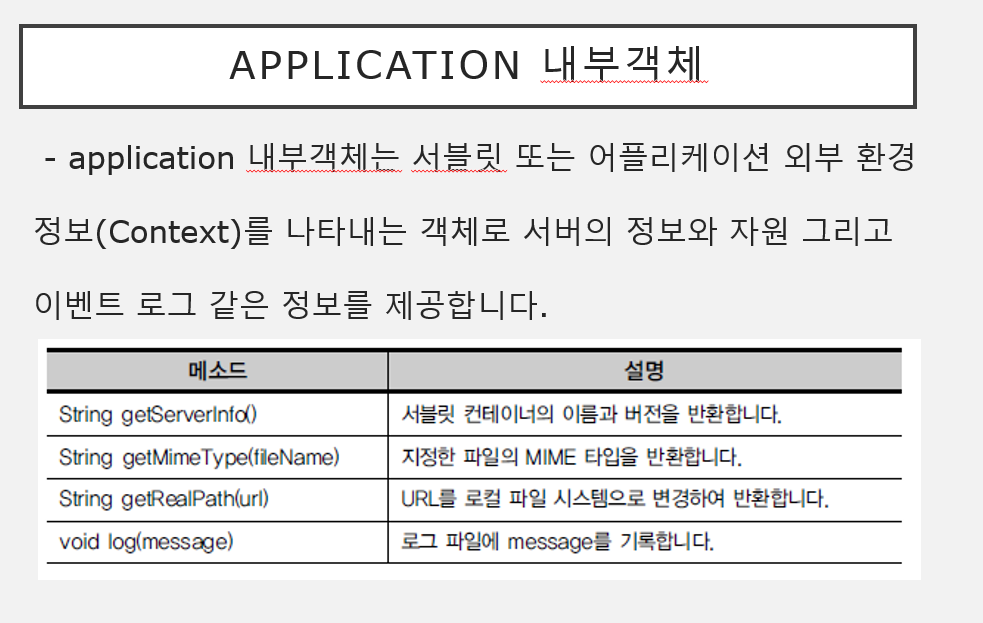 APPLICATION 내부객체
- application 내부객체는 서블릿 또는 어플리케이션 외부 환경
정보(Context)를 나타내는 객체로 서버의 정보와 자원 그리고
이벤트 로그 같은 정보를 제공합니다.
메소드 설명
String getServerInfo() 서블릿 컨테이너의 이름과 버전을 반환합니다.
String getMimeType(fileName) 지정한 파일의 MIME 타입을 반환합니다.
String getRealPath(url) URL를 로컬 파일 시스템으로 변경하여 반환합니다.
void log(message) 로그 파일에 message를 기록합니다.